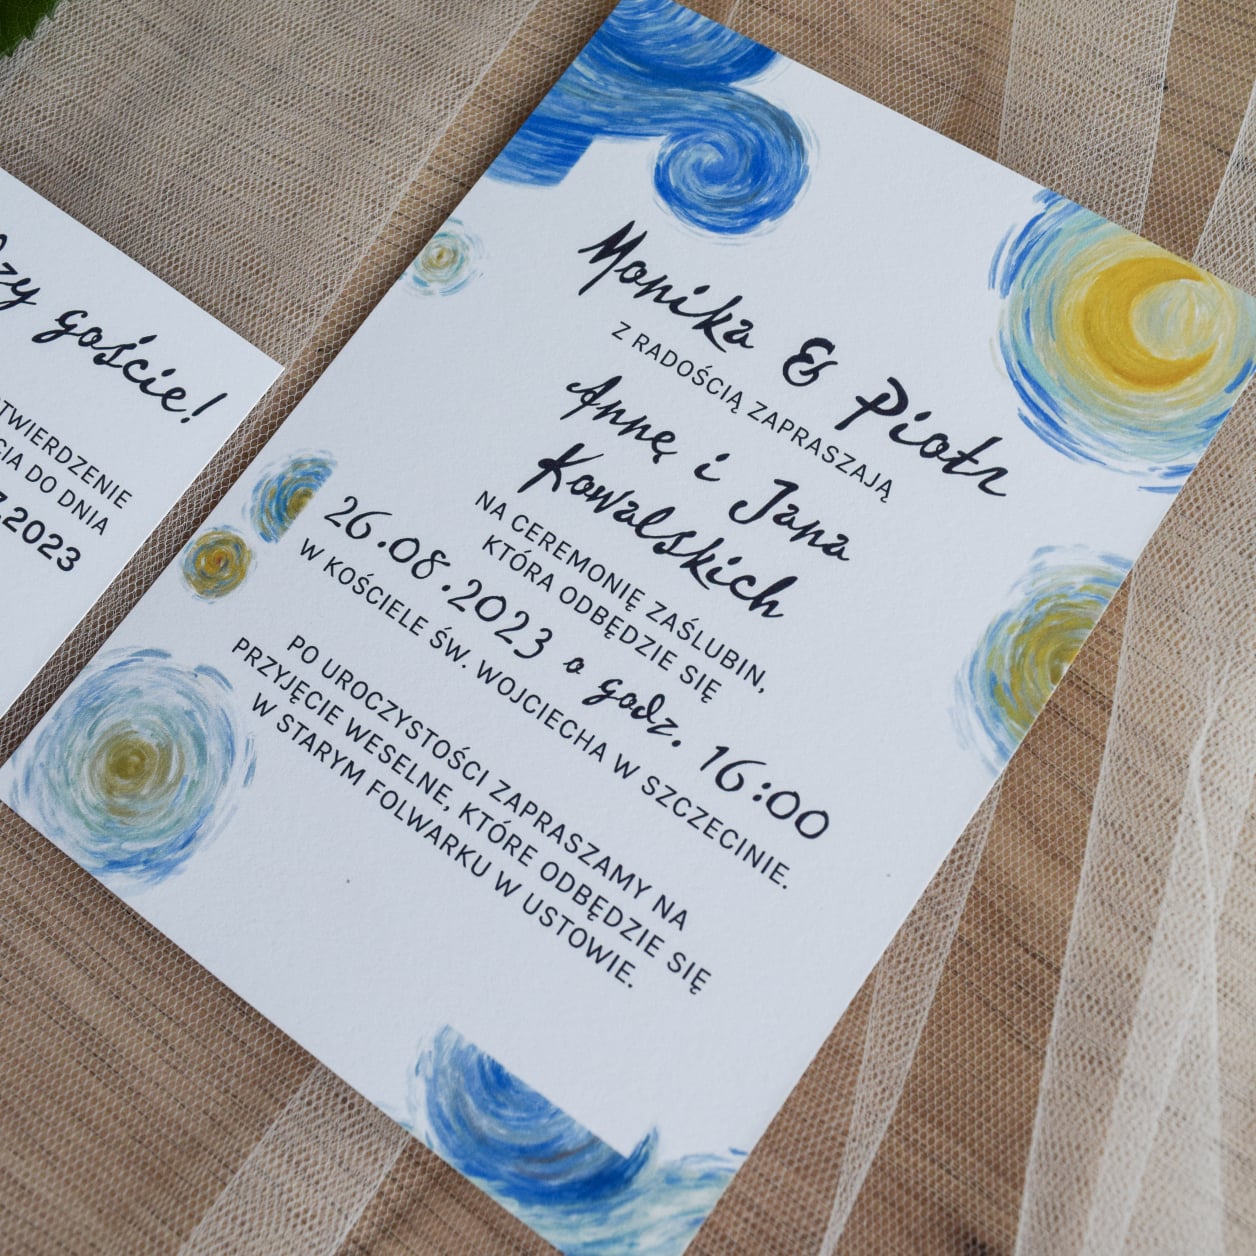 goście!
DO DNIA
.2023
Monika & Piotr
Z RADOŚCIĄ ZAPRASZAJĄ
Annę i Jana
Kowalskich
NA CEREMONIĘ ZAŚLUBIN,
KTÓRA ODBĘDZIE SIĘ
26.08.2023 o godz. 16:00
W KOŚCIELE ŚW. WOJCIECHA W SZCZECINIE.
PO UROCZYSTOŚCI ZAPRASZAMY NA
PRZYJĘCIE WESELNE, KTÓRE ODBĘDZIE SIĘ
W STARYM FOLWARKU W USTOWIE.